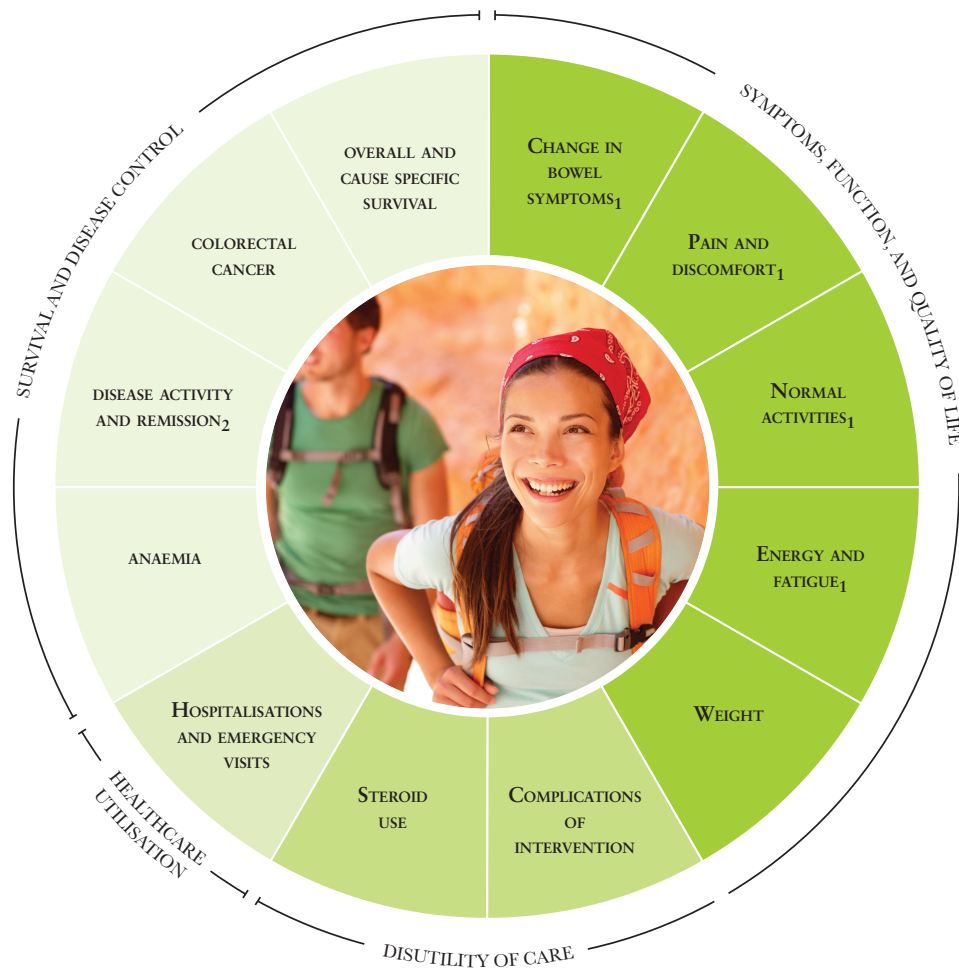 SYMPTOMS, FUNCTION, AND QUALITY OF LIFE
CHANGE IN
BOWEL
SYMPTOMS1
PAIN AND
DISCOMFORT1
NORMAL
ACTIVITIES1
ENERGY AND
FATIGUE1
WEIGHT
DISUTILITY OF CARE
COMPLICATIONS
OF
INTERVENTION
STEROID
USE
HEALTHCARE
UTILISATION
HOSPITALISATIONS
AND EMERGENCY
VISITS
SURVIVAL AND DISEASE CONTROL
ANAEMIA
DISEASE ACTIVITY
AND REMISSION2
COLORECTAL
CANCER
OVERALL AND
CAUSE SPECIFIC
SURVIVAL